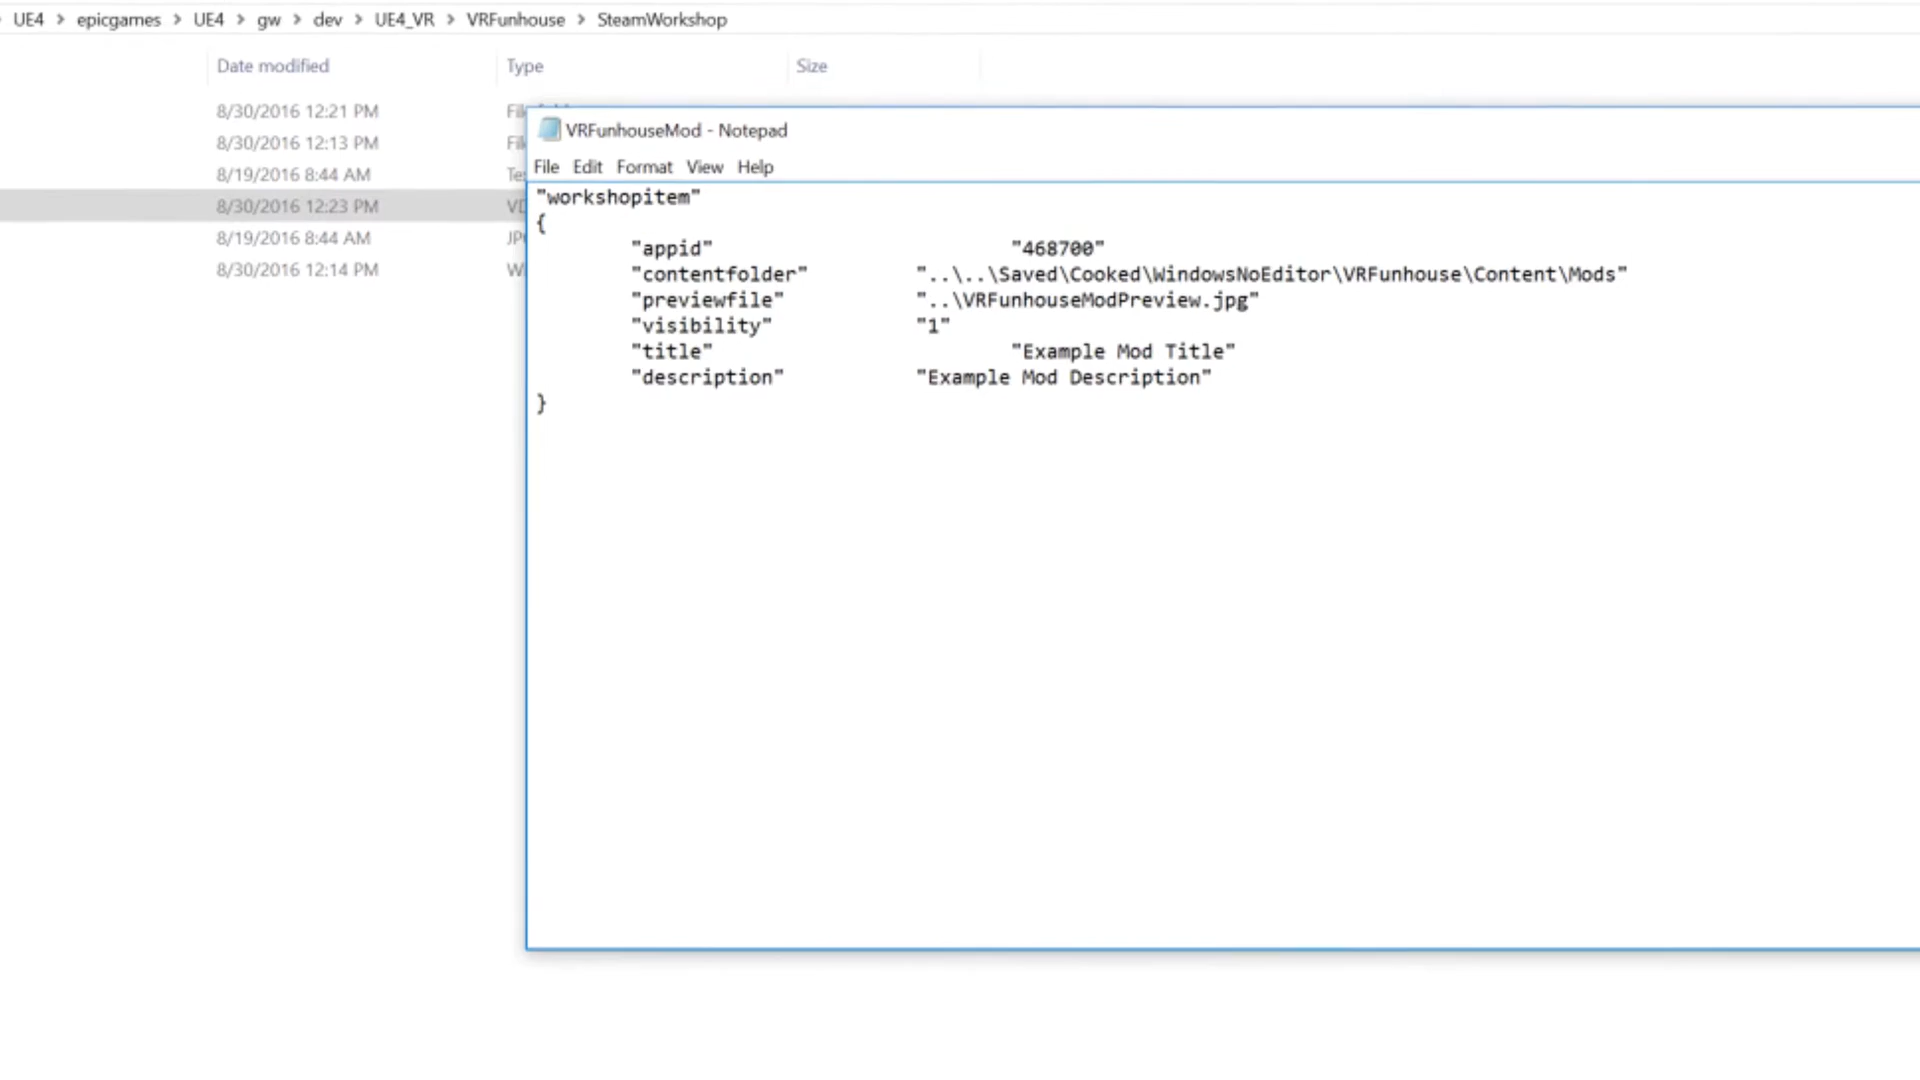 UE4 > epicgames > UE4 > gw > dev > UE4_VR > VRFunhouse > SteamWorkshop
Date modified Type Size
8/30/2016 12:21 PM
8/30/2016 12:13 PM
8/19/2016 8:44 AM
8/30/2016 12:23 PM
8/19/2016 8:44 AM
8/30/2016 12:14 PM
VRFunhouseMod - Notepad
File Edit Format View Help
"workshopitem"
{
"appid" "468700"
"contentfolder" "..\..\Saved\Cooked\WindowsNoEditor\VRFunhouse\Content\Mods"
"previewfile" "..\VRFunhouseModPreview.jpg"
"visibility" "1"
"title" "Example Mod Title"
"description" "Example Mod Description"
}